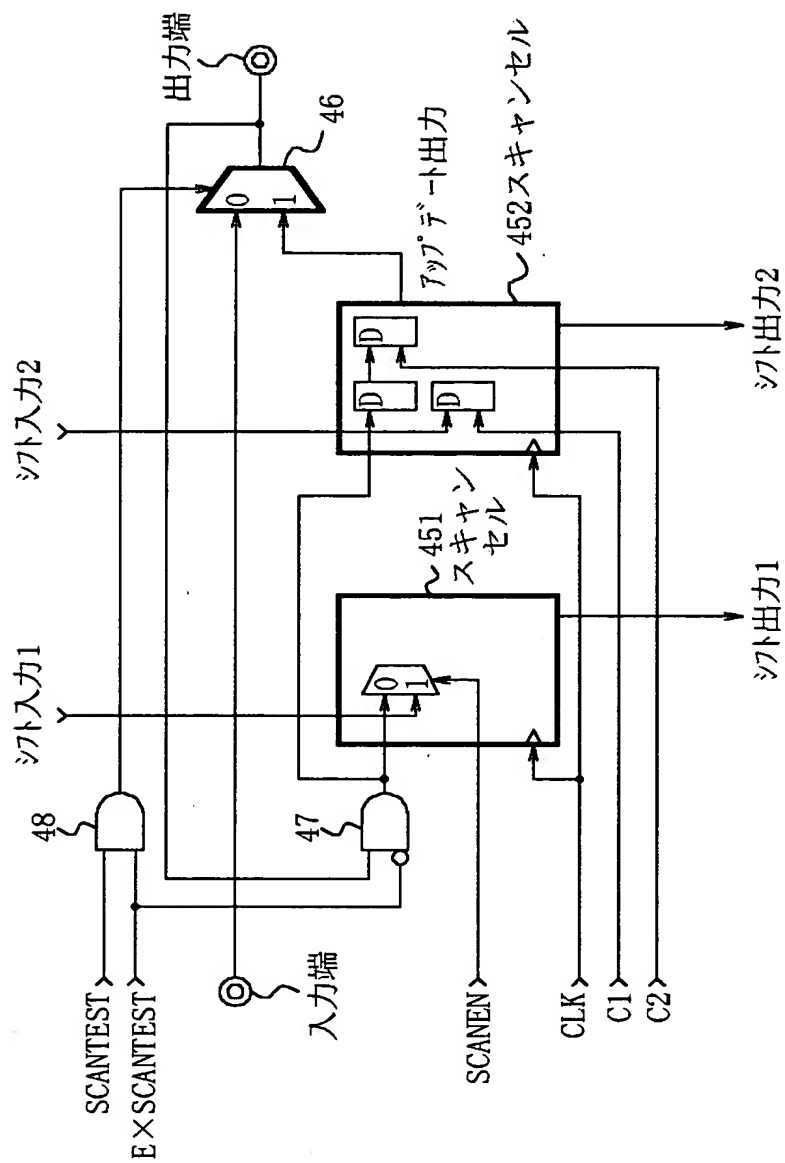 SCANTEST
E×SCANTEST
48
シフト入力1
シフト入力2
出力端
0
1
46
入力端
47
0
1
451
スキャン
セル
D
D
D
アップデート出力
452スキャンセル
SCANEN
CLK
C1
C2
シフト出力1
シフト出力2